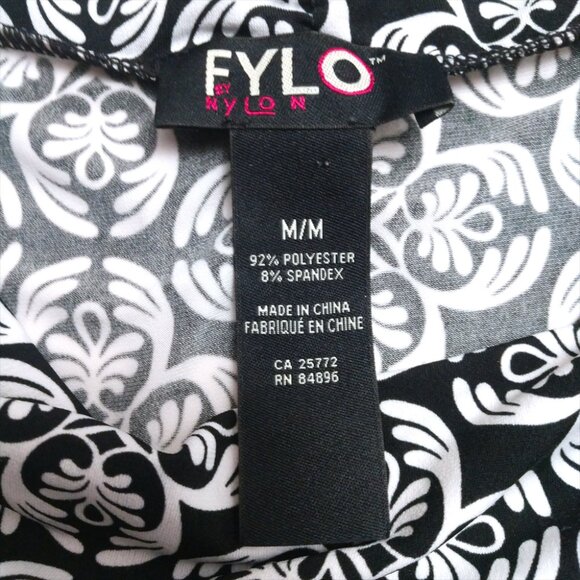 FYLO™
BY
NYLON
M/M
92% POLYESTER
8% SPANDEX
MADE IN CHINA
FABRIQUÉ EN CHINE
CA 25772
RN 84896